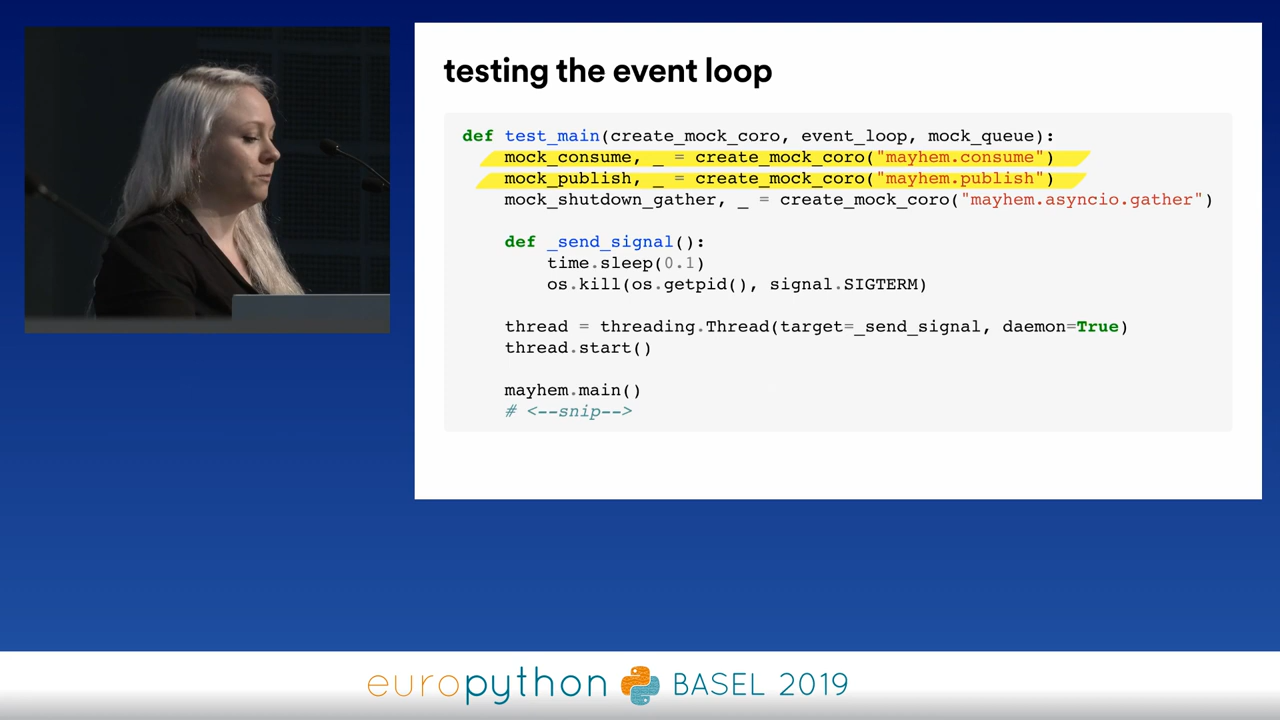 testing the event loop
def test_main(create_mock_coro, event_loop, mock_queue):
    mock_consume, _ = create_mock_coro("mayhem.consume")
    mock_publish, _ = create_mock_coro("mayhem.publish")
    mock_shutdown_gather, _ = create_mock_coro("mayhem.asyncio.gather")
    def _send_signal():
        time.sleep(0.1)
        os.kill(os.getpid(), signal.SIGTERM)
    thread = threading.Thread(target=_send_signal, daemon=True)
    thread.start()
    mayhem.main()
    # <--snip-->
europython BASEL 2019